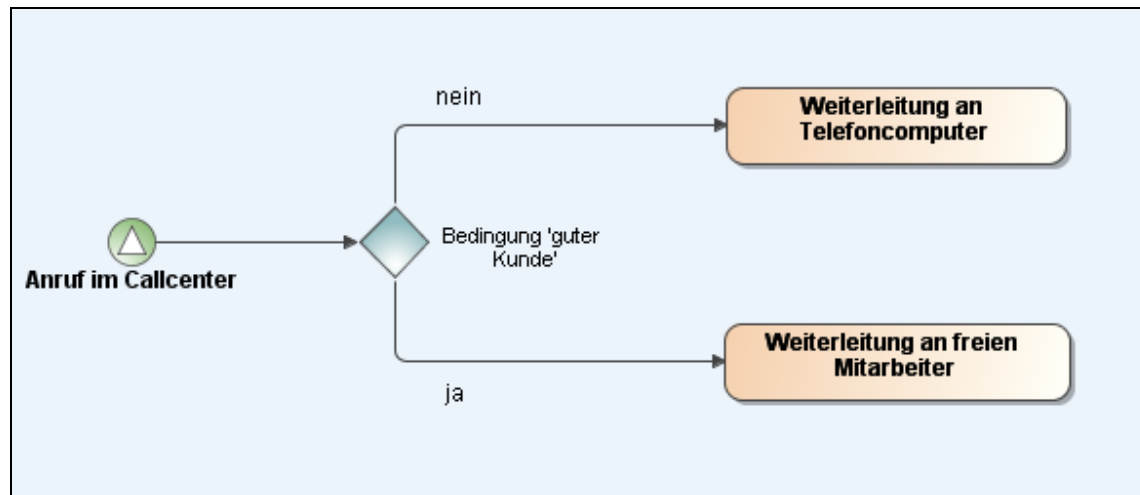 nein
Weiterleitung an
Telefoncomputer
Bedingung 'guter
Kunde'
Anruf im Callcenter
Weiterleitung an freien
Mitarbeiter
ja